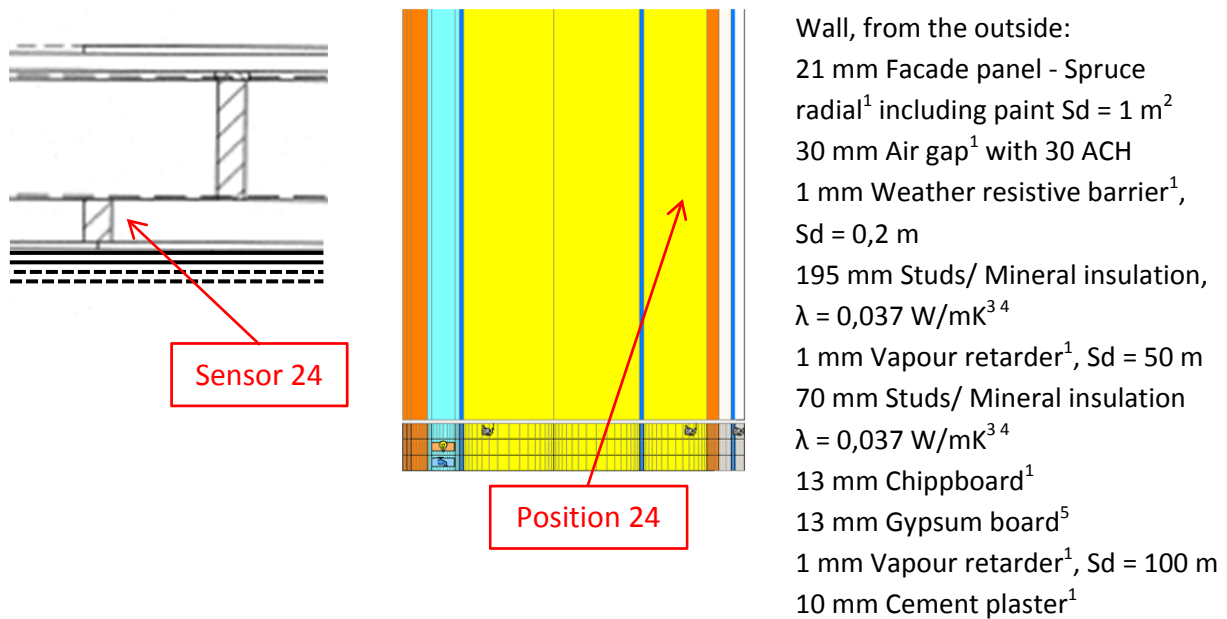 Sensor 24
Position 24
Wall, from the outside:
21 mm Facade panel - Spruce
radial¹ including paint Sd = 1 m²
30 mm Air gap¹ with 30 ACH
1 mm Weather resistive barrier¹,
Sd = 0,2 m
195 mm Studs/ Mineral insulation,
λ = 0,037 W/mK³ ⁴
1 mm Vapour retarder¹, Sd = 50 m
70 mm Studs/ Mineral insulation
λ = 0,037 W/mK³ ⁴
13 mm Chippboard¹
13 mm Gypsum board⁵
1 mm Vapour retarder¹, Sd = 100 m
10 mm Cement plaster¹